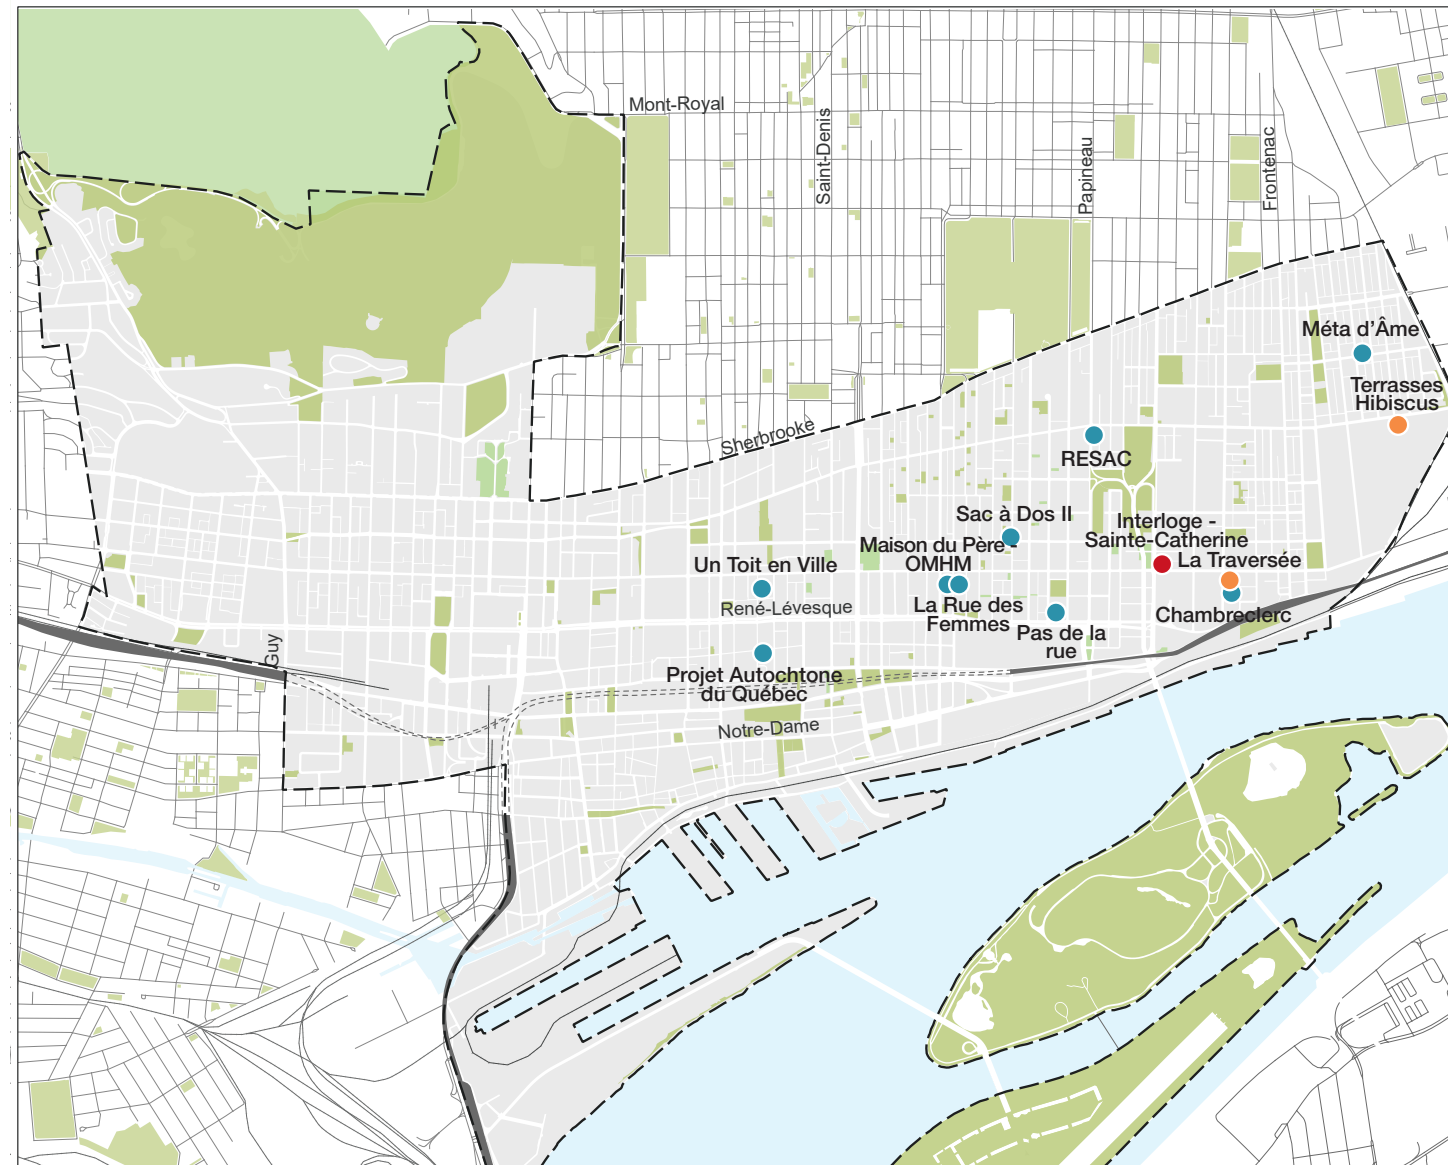 Mont-Royal
Saint-Denis
Papineau
Frontenac
Méta d'Âme
Terrasses
Hibiscus
Sherbrooke
RESAC
Sac à Dos II
Interloge -
Sainte-Catherine
Maison du Père -
OMHM
La Traversée
Un Toit en Ville
René-Lévesque
La Rue des
Femmes
Chambreclerc
Pas de la
rue
Guy
Projet Autochtone
du Québec
Notre-Dame